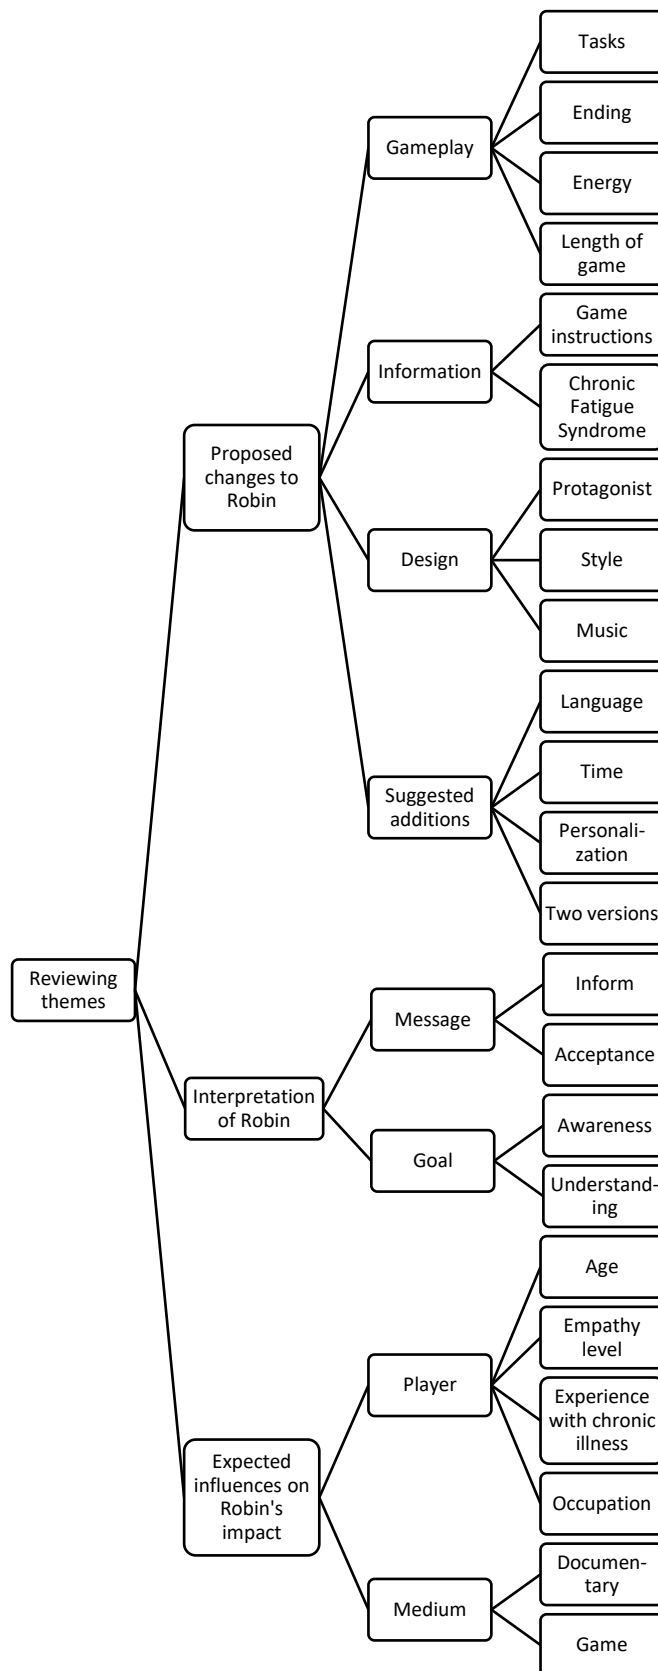 Reviewing
themes
Proposed
changes to
Robin
Gameplay
Tasks
Ending
Energy
Length of
game
Information
Game
instructions
Chronic
Fatigue
Syndrome
Design
Protagonist
Style
Music
Suggested
additions
Language
Time
Personali-
zation
Two versions
Interpretation
of Robin
Message
Inform
Acceptance
Goal
Awareness
Understand-
ing
Expected
influences on
Robin's
impact
Player
Age
Empathy
level
Experience
with chronic
illness
Occupation
Medium
Documen-
tary
Game